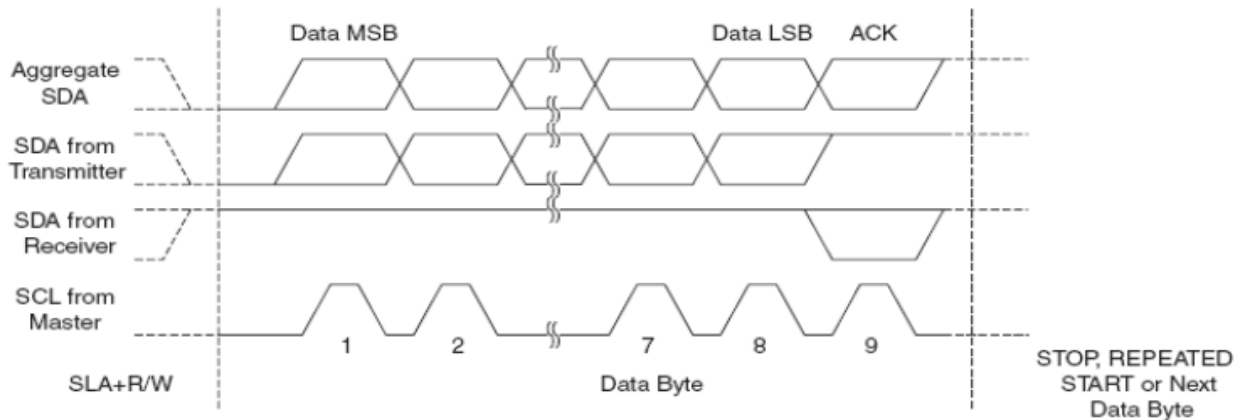 Data MSB
Data LSB
ACK
Aggregate
SDA
SDA from
Transmitter
SDA from
Receiver
SCL from
Master
1
2
7
8
9
SLA+R/W
Data Byte
STOP, REPEATED
START or Next
Data Byte